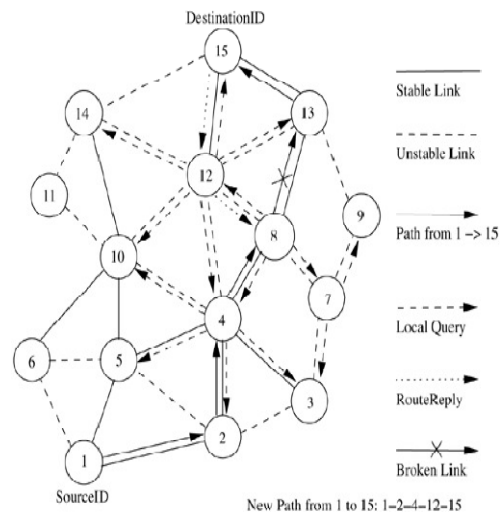 DestinationID
15
14
13
12
11
9
8
10
7
4
6
5
3
2
1
SourceID
Stable Link
Unstable Link
Path from 1 –> 15
Local Query
RouteReply
Broken Link
New Path from 1 to 15: 1–2–4–12–15